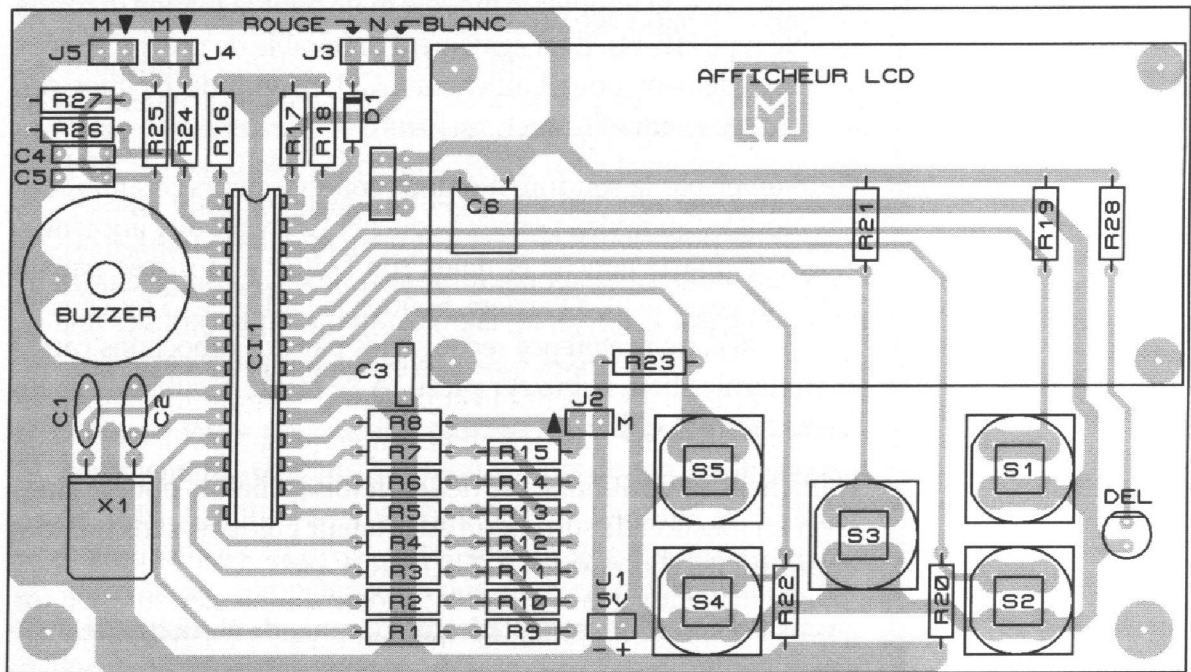 M M ROUGE N BLANC
J5 J4 J3
AFFICHEUR LCD
M
R27
R26
R25 R24 R16 R17 R18 D1
C4
C5
C6 R21 R19 R28
BUZZER
CI1
C3 R23
C1 C2
J2
R8 M
R7 R15
S5 S1
R6 R14
X1 DEL
R5 R13
S3
R4 R12
R3 R11 J1
R2 R10 5V S4 R22 R20 S2
R1 R9
- +